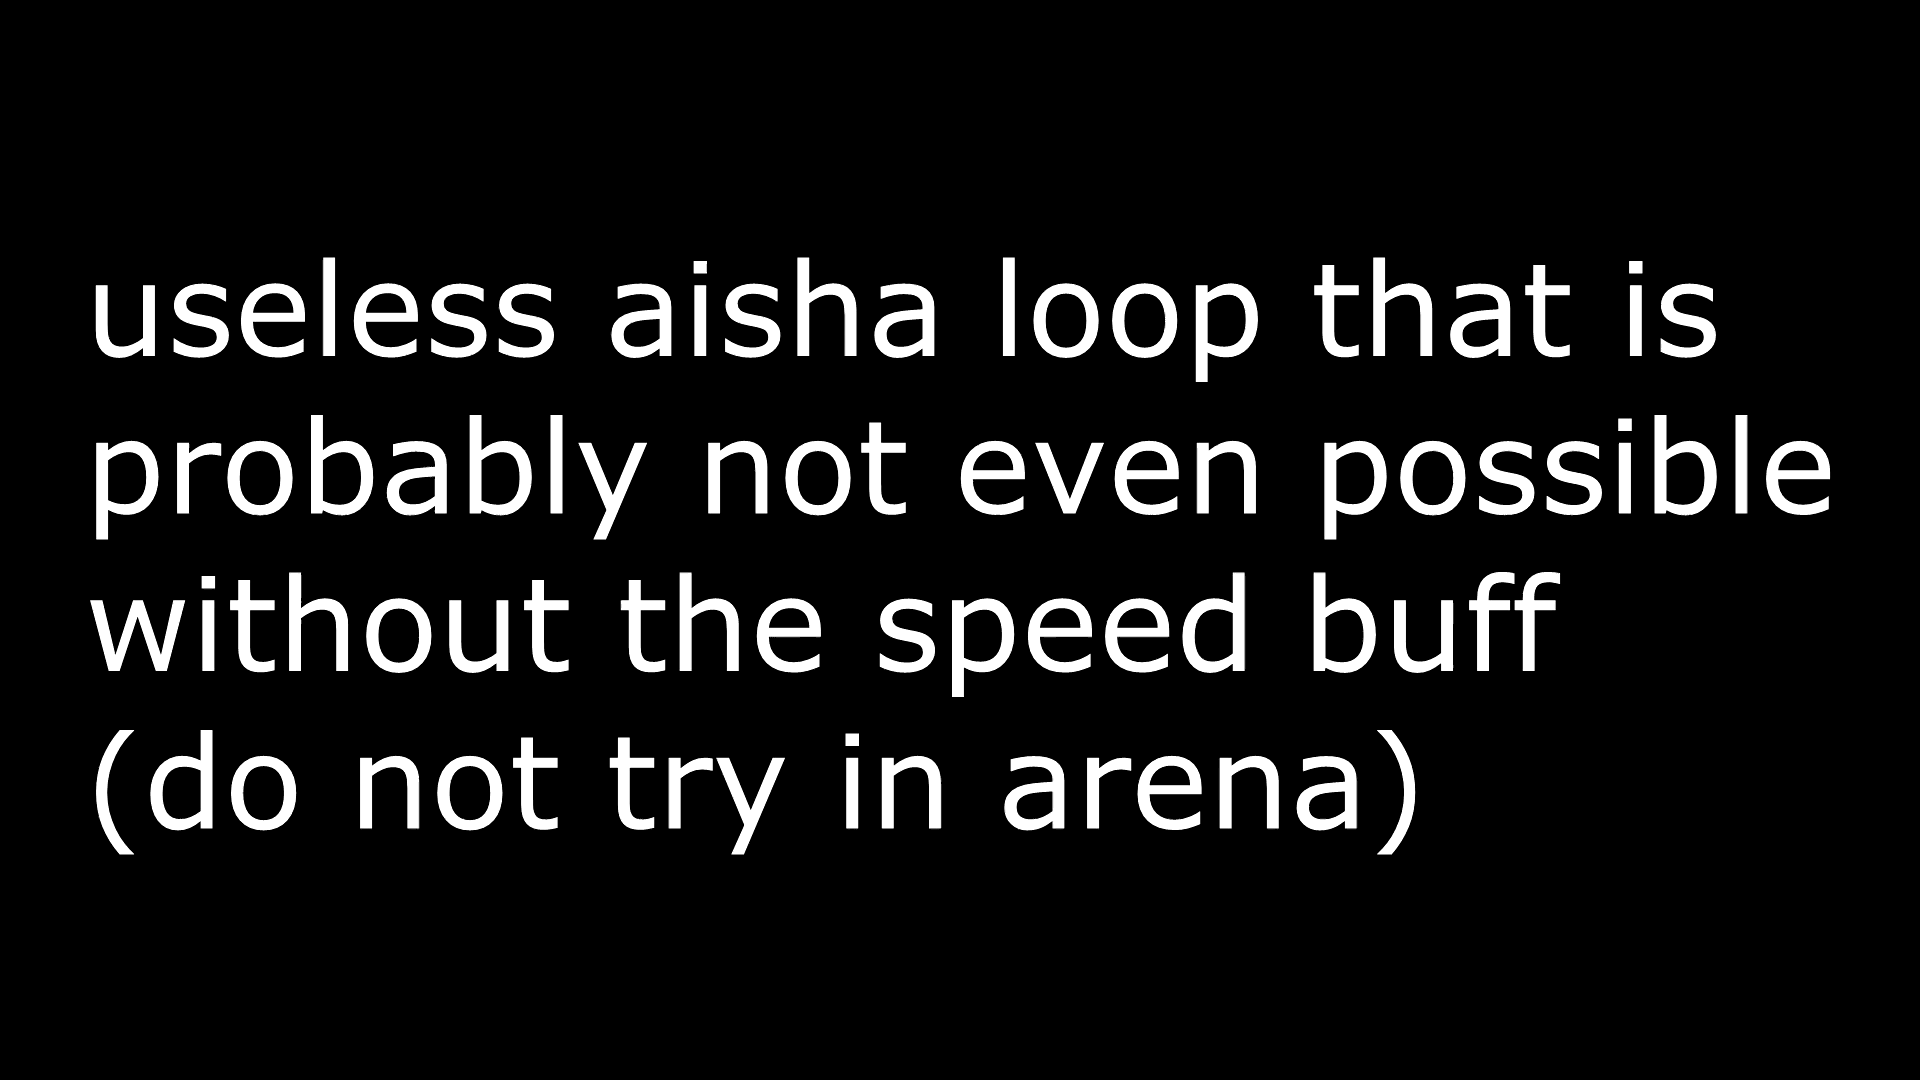 useless aisha loop that is
probably not even possible
without the speed buff
(do not try in arena)